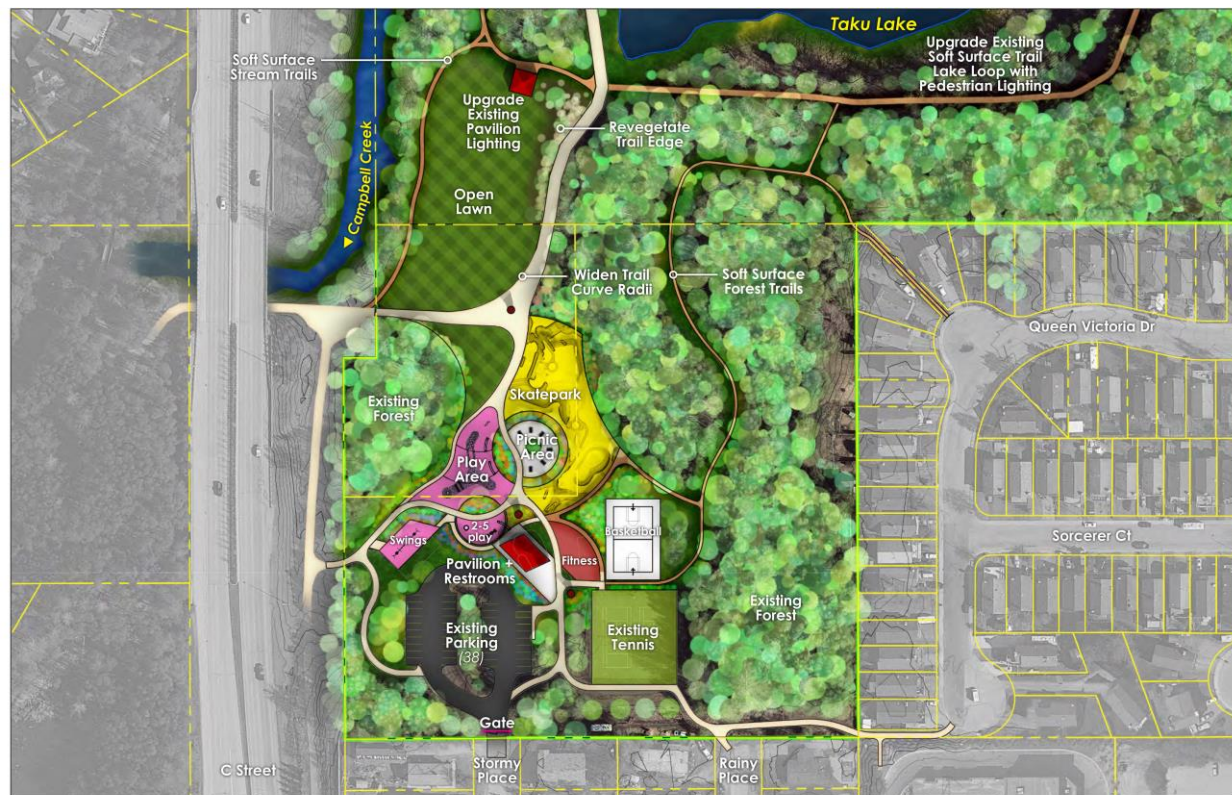 Taku Lake
Soft Surface
Stream Trails
Upgrade Existing
Soft Surface Trail
Lake Loop with
Pedestrian Lighting
Upgrade
Existing
Pavilion
Lighting
Revegetate
Trail Edge
Campbell Creek
Open
Lawn
Widen Trail
Curve Radii
Soft Surface
Forest Trails
Queen Victoria Dr
Skatepark
Existing
Forest
Picnic
Area
Play
Area
2-5
play
Swings
Basketball
Sorcerer Ct
Pavilion +
Restrooms
Fitness
Existing
Parking
(38)
Existing
Tennis
Existing
Forest
Gate
C Street
Stormy
Place
Rainy
Place